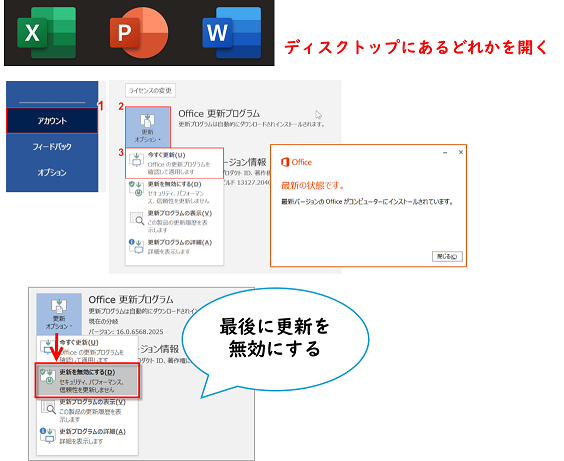 X
P
W
ディスクトップにあるどれかを開く
ライセンスの変更
1
アカウント
フィードバック
オプション
2
更新
オプション
Office 更新プログラム
更新プログラムは自動的にダウンロードされインストールされます。
3
今すぐ更新(U)
Office の更新プログラムを
確認して適用します
ージョン情報
更新を無効にする(D)
セキュリティ、パフォーマン
ス、信頼性を更新しません
ルド 13127.204
更新プログラムの表示(V)
この製品の更新履歴を表
示します
更新プログラムの詳細(A)
詳細を表示します
Office
最新の状態です。
最新バージョンの Office がコンピューターにインストールされています。
閉じる(C)
更新
オプション
Office 更新プログラム
更新プログラムは自動的にダウンロードされイン
現在の分岐
バージョン: 16.0.6568.2025
今すぐ更新(U)
Office の更新プログラムを
確認して適用します
ージョン情報
更新を無効にする(D)
セキュリティ、パフォーマンス、
信頼性を更新しません
更新プログラムの表示(V)
この製品の更新履歴を表
示します
更新プログラムの詳細(A)
詳細を表示します
最後に更新を
無効にする